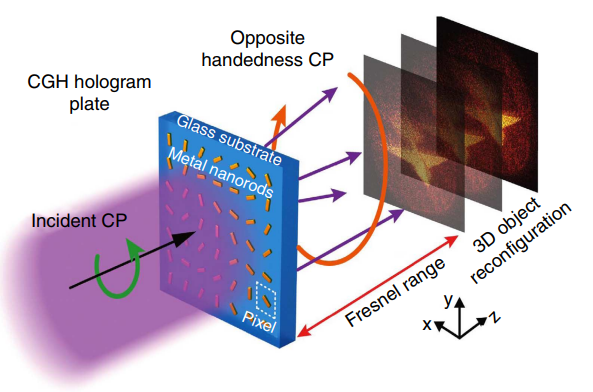 Opposite
handedness CP
CGH hologram
plate
Glass substrate
Metal nanorods
Incident CP
Pixel
Fresnel range
3D object
reconfiguration
y
x
z